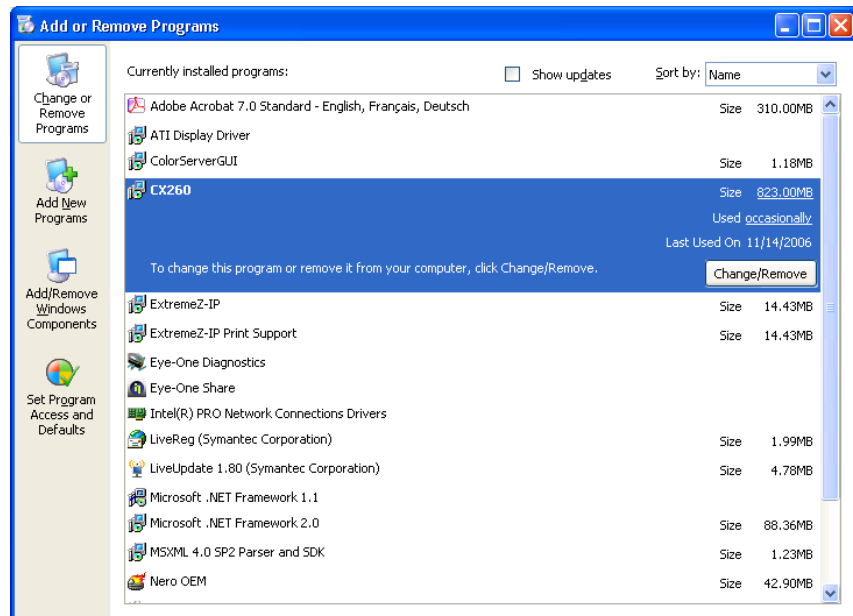 Add or Remove Programs
Change or
Remove
Programs
Add New
Programs
Add/Remove
Windows
Components
Set Program
Access and
Defaults
Currently installed programs:
Show updates
Sort by: Name
Adobe Acrobat 7.0 Standard - English, Français, Deutsch Size 310.00MB
ATI Display Driver
ColorServerGUI Size 1.18MB
CX260 Size 823.00MB
Used occasionally
Last Used On 11/14/2006
To change this program or remove it from your computer, click Change/Remove. Change/Remove
ExtremeZ-IP Size 14.43MB
ExtremeZ-IP Print Support Size 14.43MB
Eye-One Diagnostics
Eye-One Share
Intel(R) PRO Network Connections Drivers
LiveReg (Symantec Corporation) Size 1.99MB
LiveUpdate 1.80 (Symantec Corporation) Size 4.78MB
Microsoft .NET Framework 1.1
Microsoft .NET Framework 2.0 Size 88.36MB
MSXML 4.0 SP2 Parser and SDK Size 1.23MB
Nero OEM Size 42.90MB